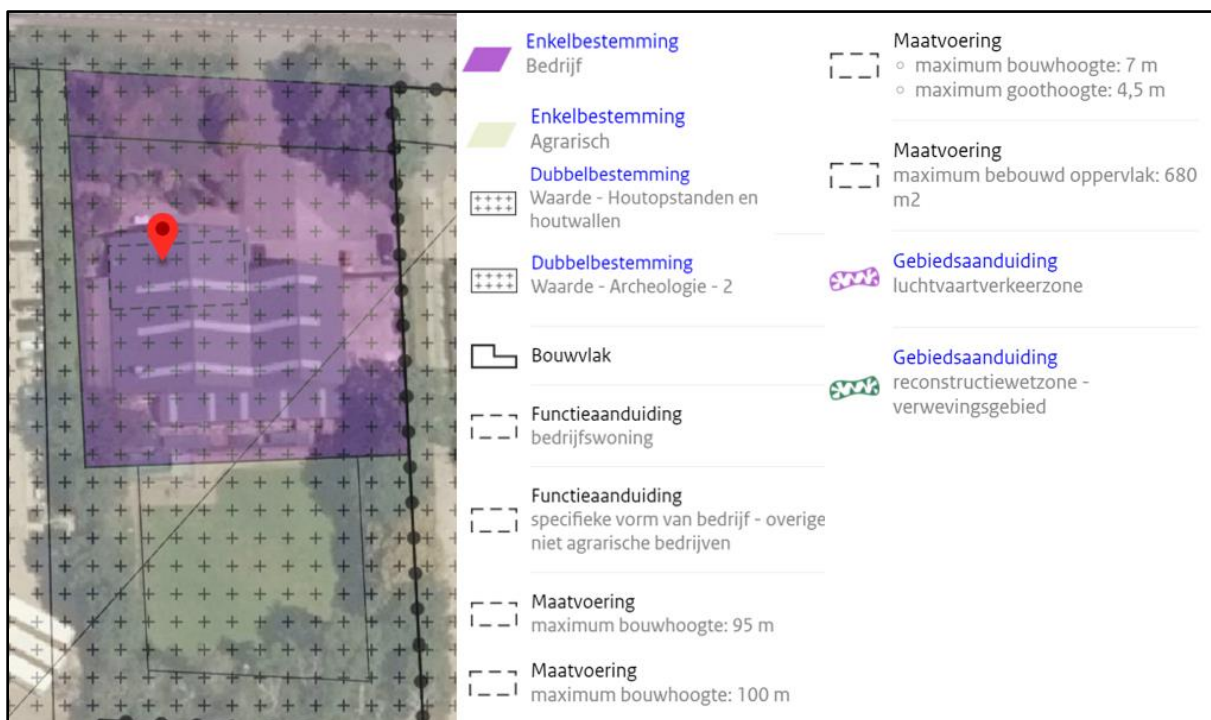 Enkelbestemming
Bedrijf
Enkelbestemming
Agrarisch
Dubbelbestemming
Waarde - Houtopstanden en
houtwallen
Dubbelbestemming
Waarde - Archeologie - 2
Bouwvlak
Functieaanduiding
bedrijfswoning
Functieaanduiding
specifieke vorm van bedrijf - overige
niet agrarische bedrijven
Maatvoering
maximum bouwhoogte: 95 m
Maatvoering
maximum bouwhoogte: 100 m
Maatvoering
maximum bouwhoogte: 7 m
maximum goothoogte: 4,5 m
Maatvoering
maximum bebouwd oppervlak: 680
m2
Gebiedsaanduiding
luchtvaartverkeerzone
Gebiedsaanduiding
reconstructiewetzone -
verwevingsgebied